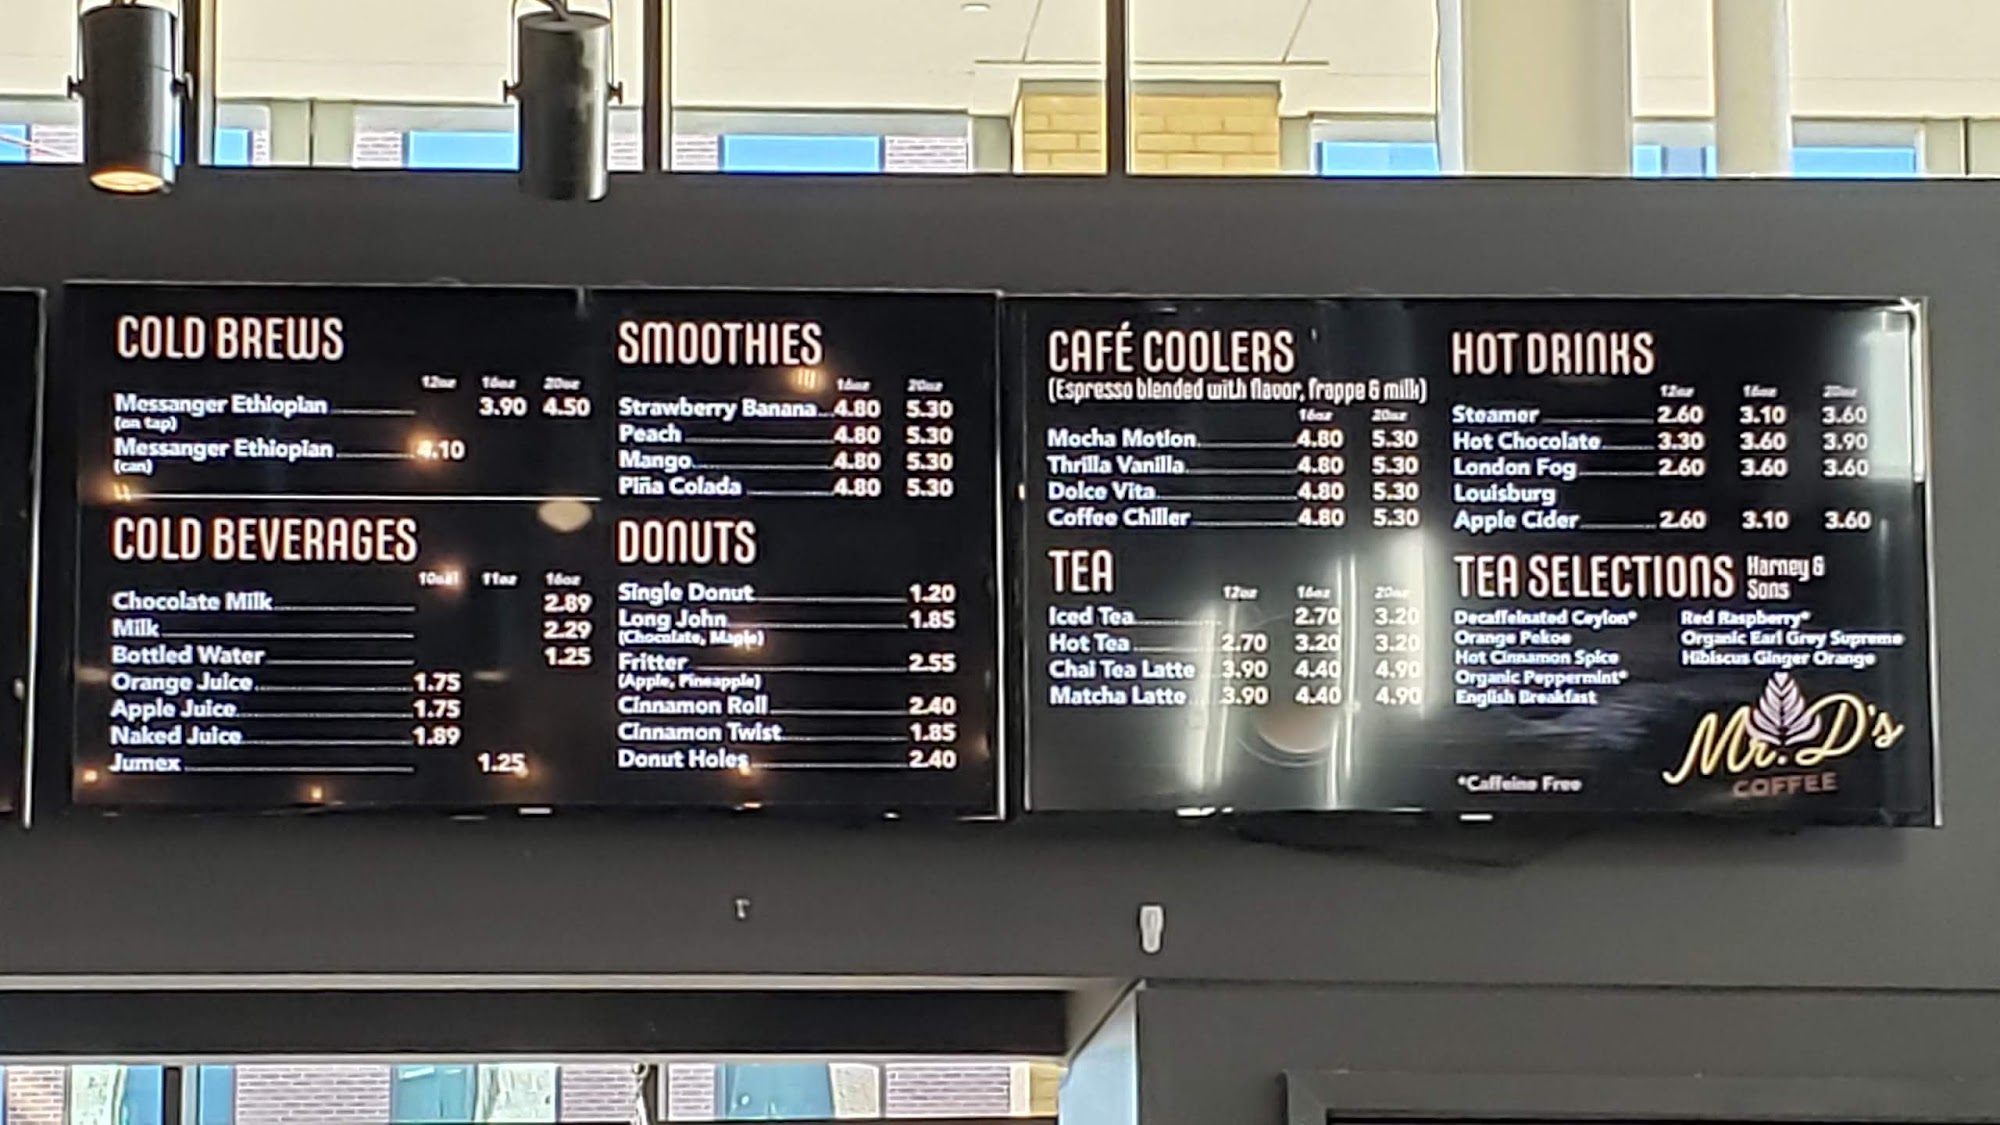 COLD BREWS
12oz 16oz 20oz
Messanger Ethiopian 3.90 4.50
(on tap)
Messanger Ethiopian 4.10
(can)
COLD BEVERAGES
10oz 11oz 16oz
Chocolate Milk 2.89
Milk 2.29
Bottled Water 1.25
Orange Juice 1.75
Apple Juice 1.75
Naked Juice 1.89
Jumex 1.25
SMOOTHIES
16oz 20oz
Strawberry Banana 4.80 5.30
Peach 4.80 5.30
Mango 4.80 5.30
Piña Colada 4.80 5.30
DONUTS
Single Donut 1.20
Long John 1.85
(Chocolate, Maple)
Fritter 2.55
(Apple, Pineapple)
Cinnamon Roll 2.40
Cinnamon Twist 1.85
Donut Holes 2.40
CAFÉ COOLERS
(Espresso blended with flavor, frappe & milk)
16oz 20oz
Mocha Motion 4.80 5.30
Thrilla Vanilla 4.80 5.30
Dolce Vita 4.80 5.30
Coffee Chiller 4.80 5.30
TEA
12oz 16oz 20oz
Iced Tea 2.70 3.20
Hot Tea 2.70 3.20 3.20
Chai Tea Latte 3.90 4.40 4.90
Matcha Latte 3.90 4.40 4.90
HOT DRINKS
12oz 16oz 20oz
Steamer 2.60 3.10 3.60
Hot Chocolate 3.30 3.60 3.90
London Fog 2.60 3.60 3.60
Louisburg
Apple Cider 2.60 3.10 3.60
TEA SELECTIONS Harney &
Sons
Decaffeinated Ceylon*
Orange Pekoe
Hot Cinnamon Spice
Organic Peppermint*
English Breakfast
Red Raspberry*
Organic Earl Grey Supreme
Hibiscus Ginger Orange
*Caffeine Free
Mr. D's
COFFEE